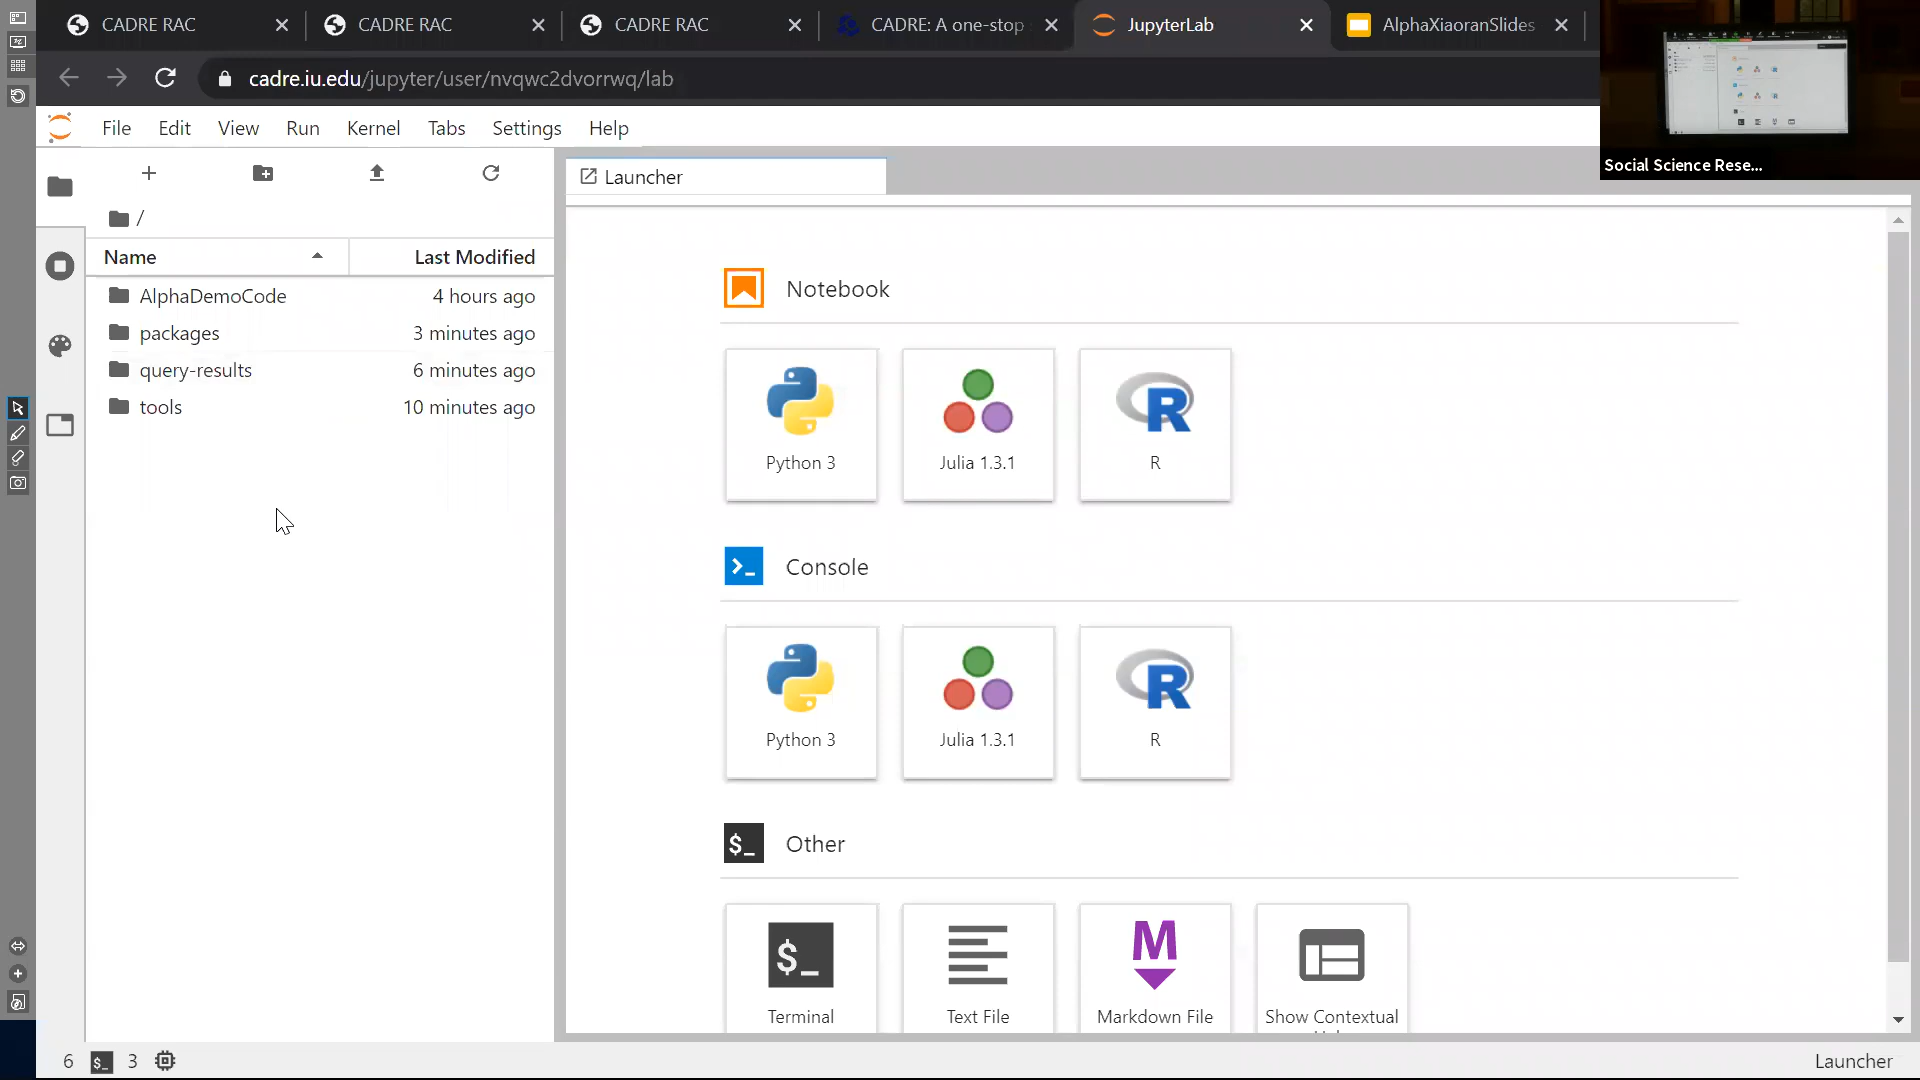 CADRE RAC
CADRE RAC
CADRE RAC
CADRE: A one-stop
JupyterLab
AlphaXiaoranSlides
cadre.iu.edu/jupyter/user/nvqwc2dvorrwq/lab
Social Science Rese...
File Edit View Run Kernel Tabs Settings Help
Launcher
/
Name Last Modified
AlphaDemoCode 4 hours ago
packages 3 minutes ago
query-results 6 minutes ago
tools 10 minutes ago
Notebook
Python 3
Julia 1.3.1
R
Console
Python 3
Julia 1.3.1
R
$_ Other
$_
M
Terminal
Text File
Markdown File
Show Contextual
6 $_ 3
Launcher